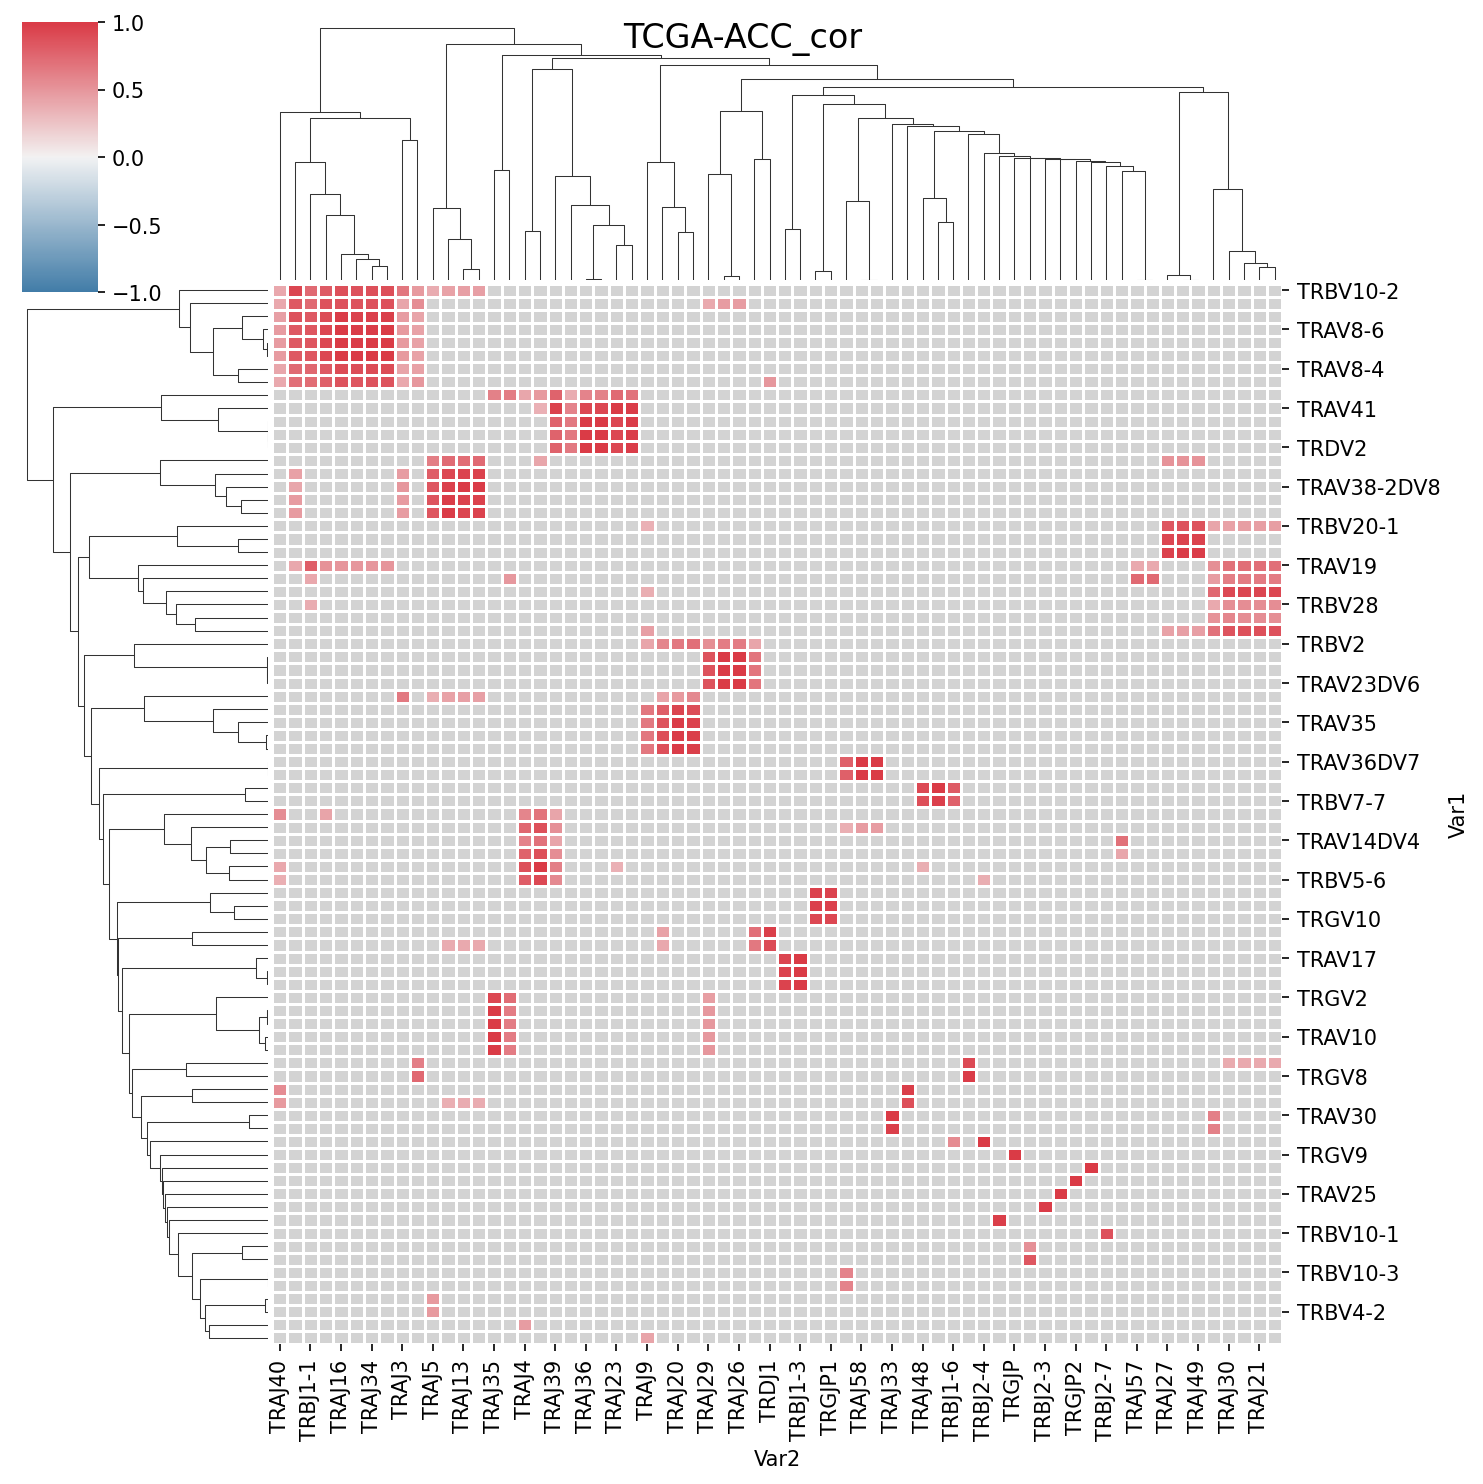 TCGA-ACC_cor
1.0
0.5
0.0
−0.5
−1.0
TRBV10-2
TRAV8-6
TRAV8-4
TRAV41
TRDV2
TRAV38-2DV8
TRBV20-1
TRAV19
TRBV28
TRBV2
TRAV23DV6
TRAV35
TRAV36DV7
TRBV7-7
TRAV14DV4
TRBV5-6
TRGV10
TRAV17
TRGV2
TRAV10
TRGV8
TRAV30
TRGV9
TRAV25
TRBV10-1
TRBV10-3
TRBV4-2
Var1
TRAJ40
TRBJ1-1
TRAJ16
TRAJ34
TRAJ3
TRAJ5
TRAJ13
TRAJ35
TRAJ4
TRAJ39
TRAJ36
TRAJ23
TRAJ9
TRAJ20
TRAJ29
TRAJ26
TRDJ1
TRBJ1-3
TRGJP1
TRAJ58
TRAJ33
TRAJ48
TRBJ1-6
TRBJ2-4
TRGJP
TRBJ2-3
TRGJP2
TRBJ2-7
TRAJ57
TRAJ27
TRAJ49
TRAJ30
TRAJ21
Var2